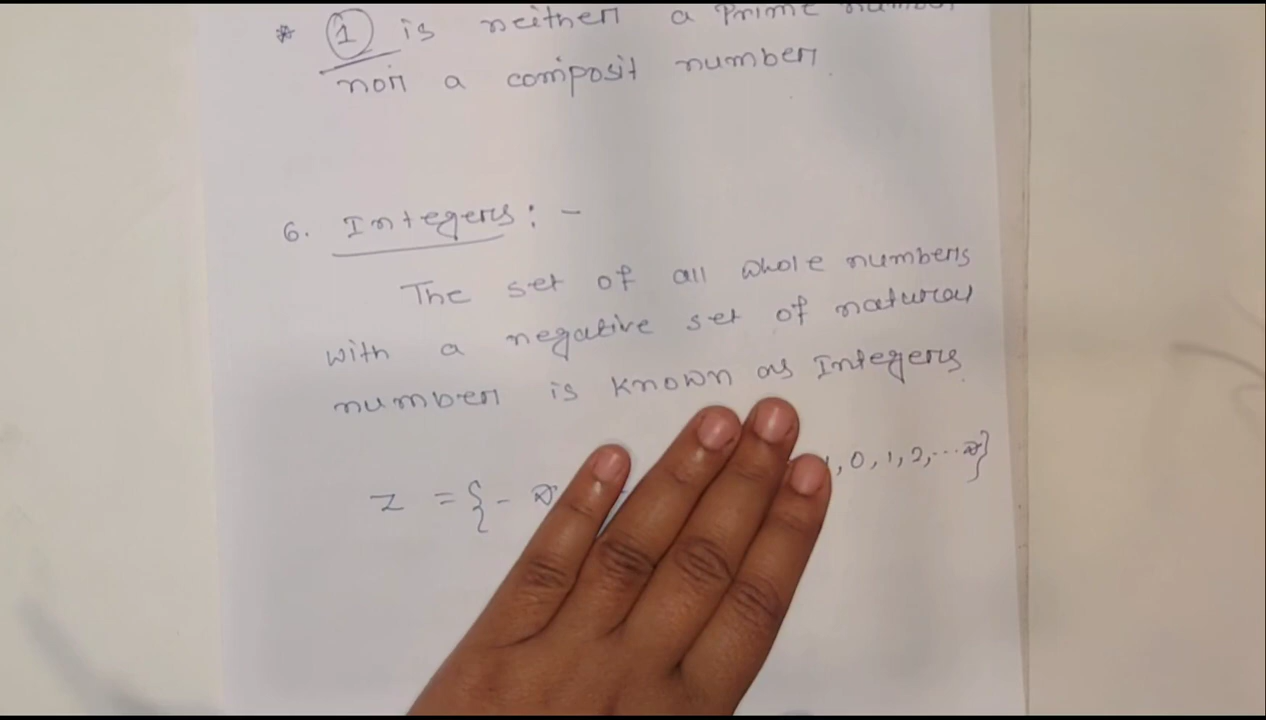 * 1 is neither a Prime number
nor a composit number
6. Integers: -
The set of all whole numbers
with a negative set of natural
number is known as Integers
Z = {- ∞ , 0, 1, 2, ... ∞}